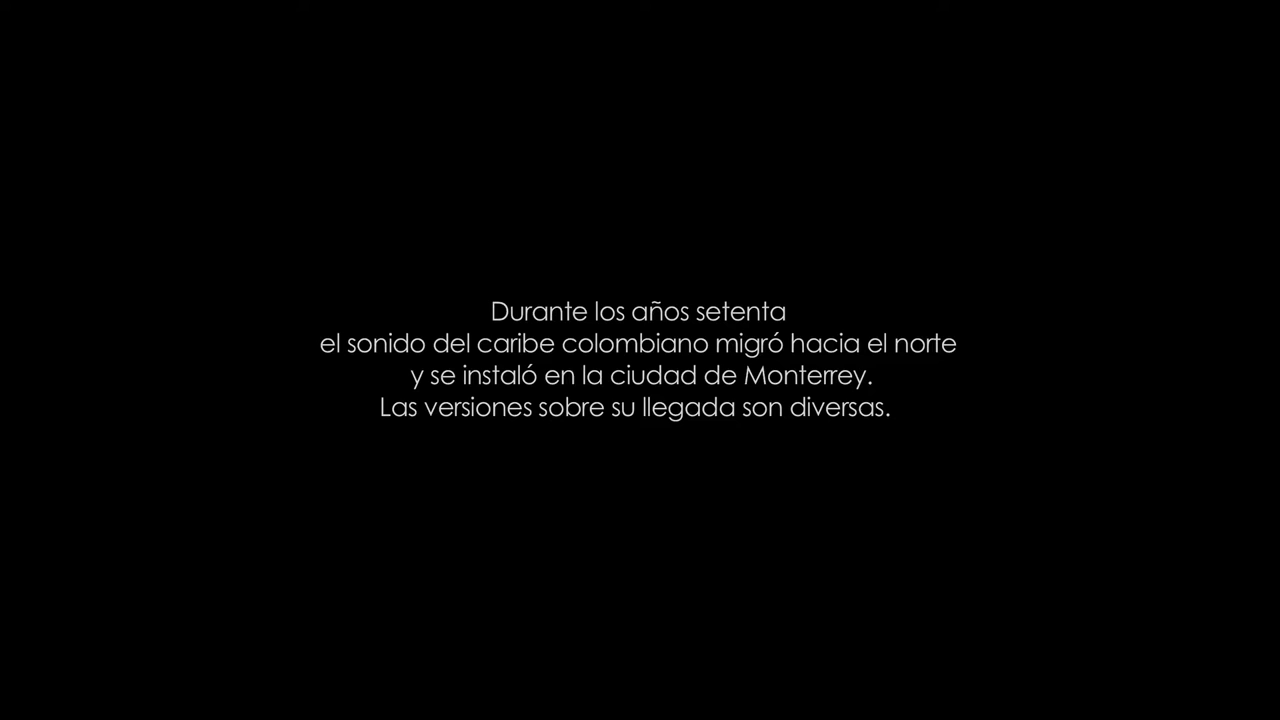 Durante los años setenta
el sonido del caribe colombiano migró hacia el norte
y se instaló en la ciudad de Monterrey.
Las versiones sobre su llegada son diversas.